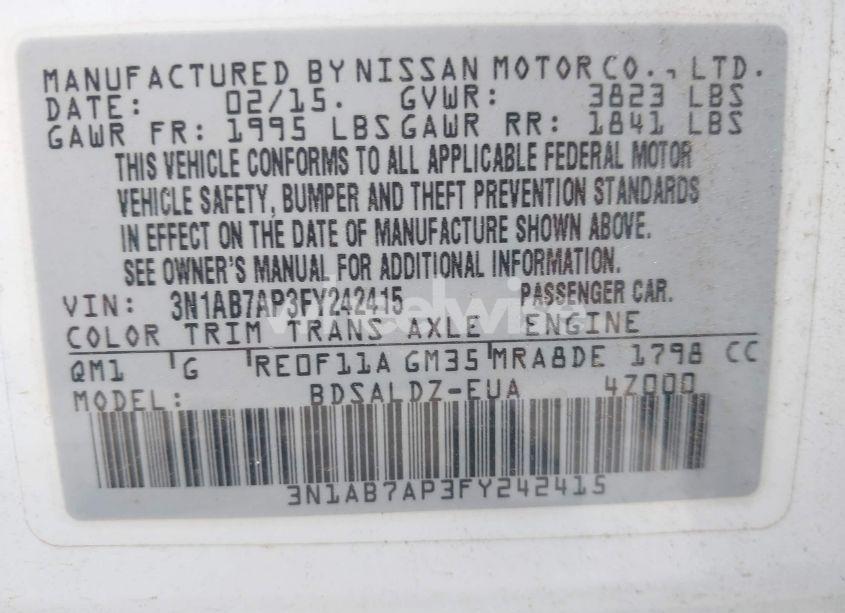 MANUFACTURED BY NISSAN MOTOR CO., LTD.
DATE: 02/15. GVWR: 3823 LBS
GAWR FR: 1995 LBS GAWR RR: 1841 LBS
THIS VEHICLE CONFORMS TO ALL APPLICABLE FEDERAL MOTOR
VEHICLE SAFETY, BUMPER AND THEFT PREVENTION STANDARDS
IN EFFECT ON THE DATE OF MANUFACTURE SHOWN ABOVE.
SEE OWNER'S MANUAL FOR ADDITIONAL INFORMATION.
VIN: 3N1AB7AP3FY242415 PASSENGER CAR.
COLOR TRIM TRANS AXLE ENGINE
QM1 G RE0F11A GM35 MRA8DE 1798 CC
MODEL: BDSALDZ-EUA 4Z000
3N1AB7AP3FY242415